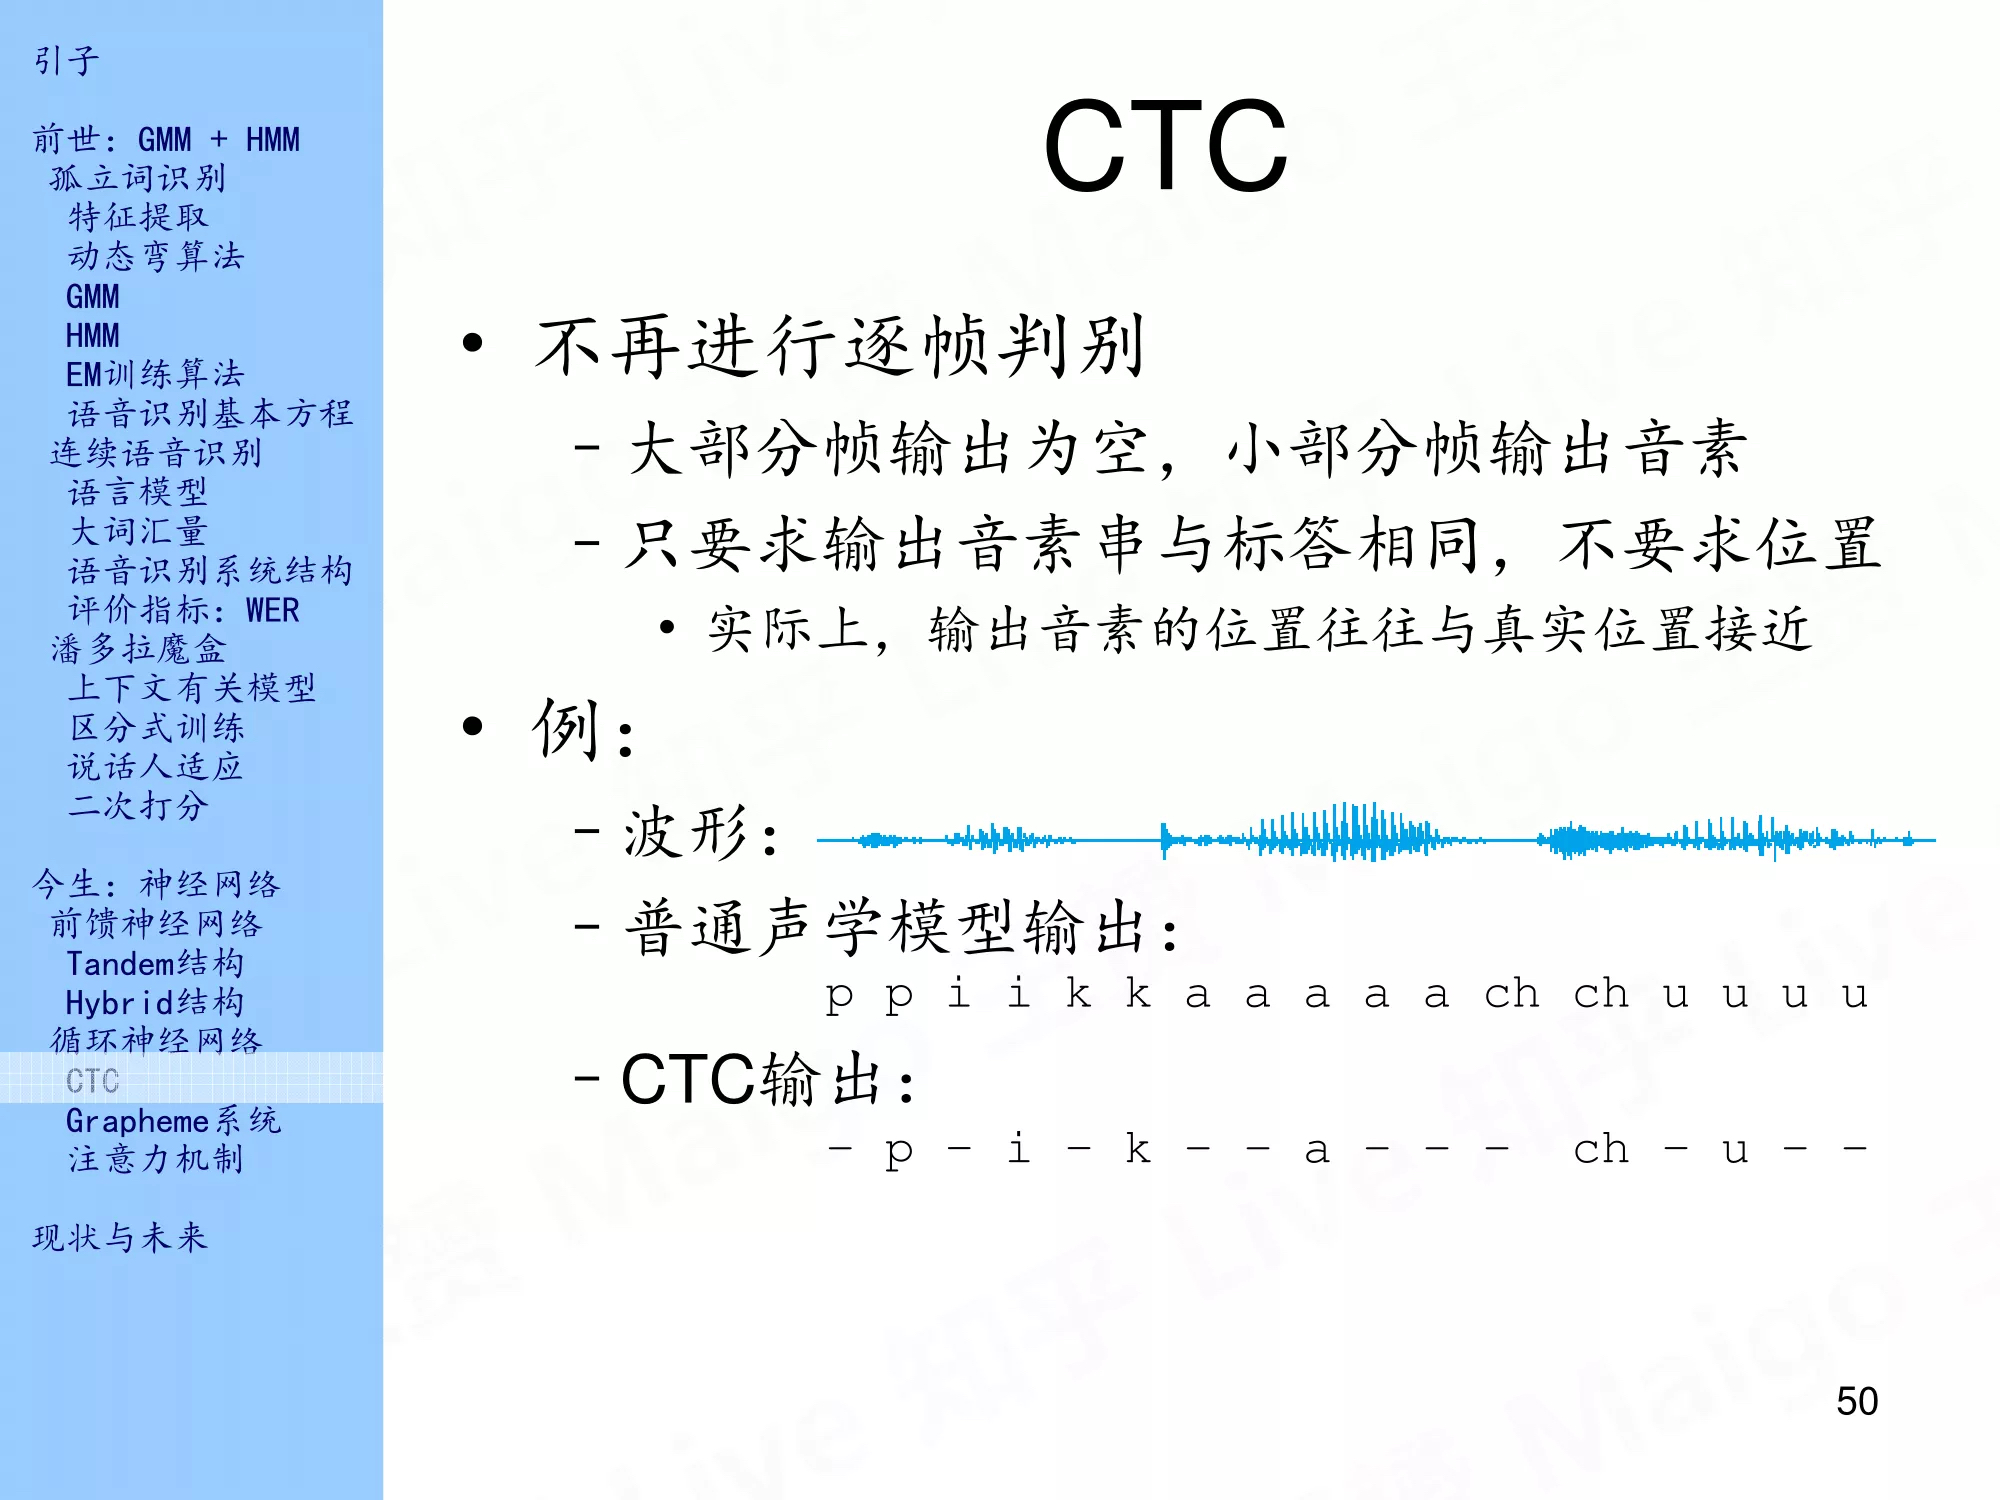 引子
前世：GMM + HMM
孤立词识别
特征提取
动态弯算法
GMM
HMM
EM训练算法
语音识别基本方程
连续语音识别
语言模型
大词汇量
语音识别系统结构
评价指标：WER
潘多拉魔盒
上下文有关模型
区分式训练
说话人适应
二次打分
今生：神经网络
前馈神经网络
Tandem结构
Hybrid结构
循环神经网络
CTC
Grapheme系统
注意力机制
现状与未来
CTC
• 不再进行逐帧判别
– 大部分帧输出为空，小部分帧输出音素
– 只要求输出音素串与标答相同，不要求位置
• 实际上，输出音素的位置往往与真实位置接近
• 例：
– 波形：
– 普通声学模型输出：
p p i i k k a a a a a ch ch u u u u
– CTC输出：
– p – i – k – – a – – – ch – u – –
50
知乎 Live Maigo 王赟